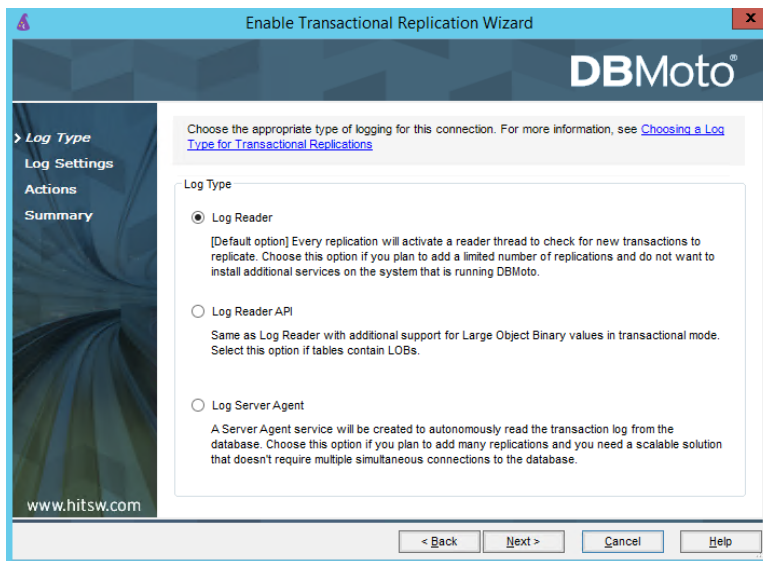 Enable Transactional Replication Wizard
x
DBMoto®
Log Type
Log Settings
Actions
Summary
Choose the appropriate type of logging for this connection. For more information, see Choosing a Log
Type for Transactional Replications
Log Type
Log Reader
[Default option] Every replication will activate a reader thread to check for new transactions to
replicate. Choose this option if you plan to add a limited number of replications and do not want to
install additional services on the system that is running DBMoto.
Log Reader API
Same as Log Reader with additional support for Large Object Binary values in transactional mode.
Select this option if tables contain LOBs.
Log Server Agent
A Server Agent service will be created to autonomously read the transaction log from the
database. Choose this option if you plan to add many replications and you need a scalable solution
that doesn't require multiple simultaneous connections to the database.
www.hitsw.com
< Back
Next >
Cancel
Help